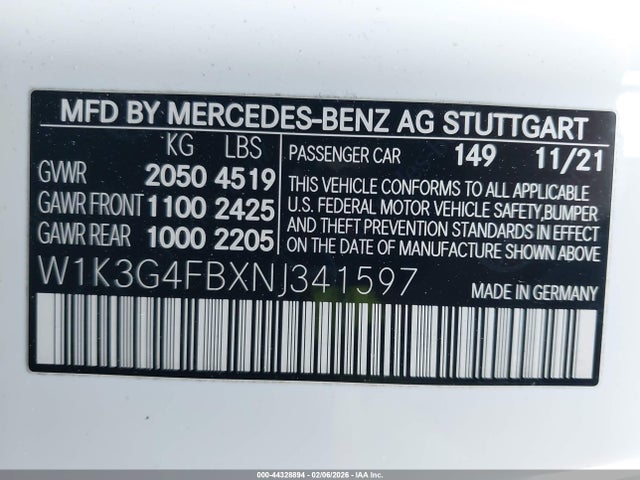 MFD BY MERCEDES-BENZ AG STUTTGART
KG LBS
GVWR 2050 4519
GAWR FRONT 1100 2425
GAWR REAR 1000 2205
PASSENGER CAR 149 11/21
THIS VEHICLE CONFORMS TO ALL APPLICABLE
U.S. FEDERAL MOTOR VEHICLE SAFETY,BUMPER
AND THEFT PREVENTION STANDARDS IN EFFECT
ON THE DATE OF MANUFACTURE SHOWN ABOVE.
W1K3G4FBXNJ341597
MADE IN GERMANY
000-44328894 - 02/06/2026 - IAAI Inc.